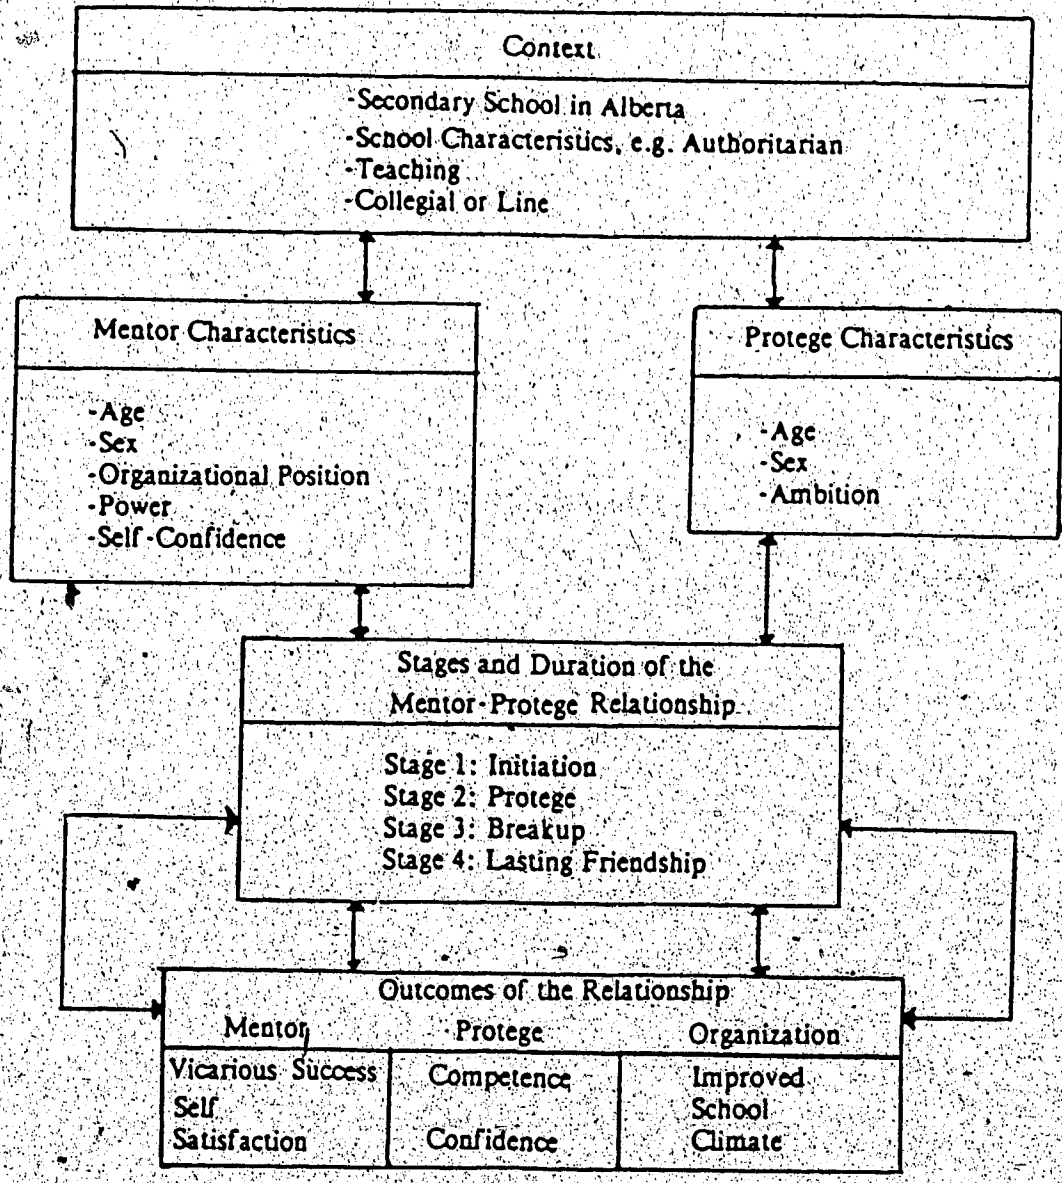 Context
-Secondary School in Alberta
-School Characteristics, e.g. Authoritarian
-Teaching
-Collegial or Line
Mentor Characteristics
-Age
-Sex
-Organizational Position
-Power
-Self-Confidence
Protege Characteristics
-Age
-Sex
-Ambition
Stages and Duration of the
Mentor-Protege Relationship
Stage 1: Initiation
Stage 2: Protege
Stage 3: Breakup
Stage 4: Lasting Friendship
Outcomes of the Relationship
Mentor Protege Organization
Vicarious Success Competence Improved
Self School
Satisfaction Confidence Climate